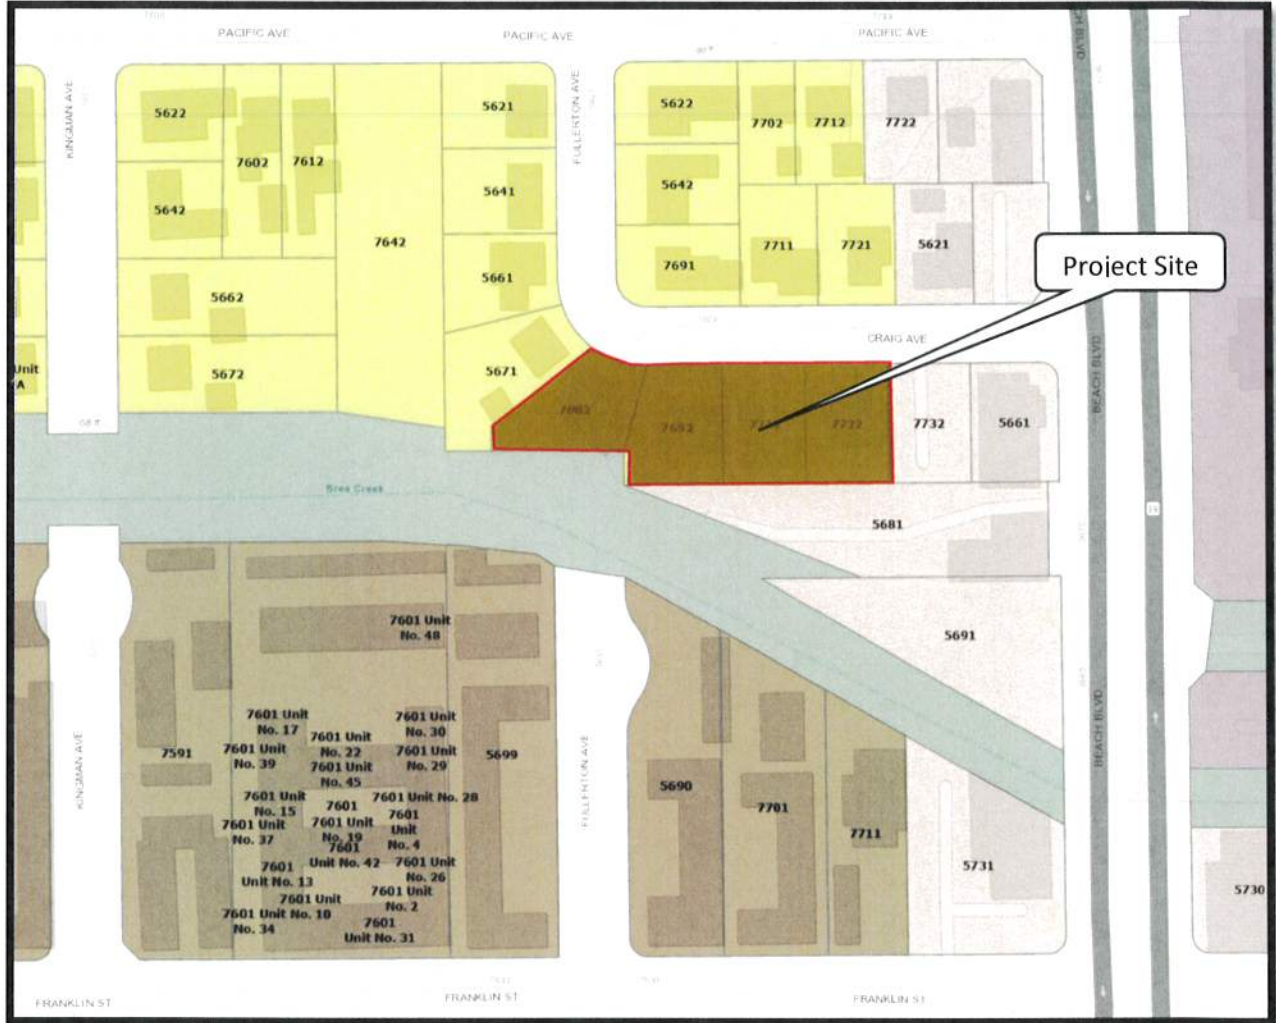 PACIFIC AVE
PACIFIC AVE
PACIFIC AVE
KINGMAN AVE
FULLERTON AVE
CH BLVD
5622
7602
7612
5621
5622
7702
7712
7722
5642
7642
5641
5642
7711
7721
5621
5661
7691
Project Site
5662
CRAIG AVE
BEACH BLVD
Unit
A
5672
5671
7692
7732
5661
Brea Creek
5681
39
5691
7601 Unit
No. 48
7601 Unit
No. 17
7601 Unit
No. 30
7601 Unit
No. 22
7601 Unit
No. 39
7601 Unit
No. 29
7591
5699
7601 Unit
No. 45
KINGMAN AVE
FULLERTON AVE
BEACH BLVD
5690
7601 Unit
No. 15
7601 Unit No. 28
7601
7601 Unit
No. 19
7601
Unit
No. 4
7601 Unit
No. 37
7601
Unit No. 42
7701
7711
7601
Unit No. 13
7601 Unit
No. 26
5731
7601 Unit
No. 2
7601 Unit
No. 10
7601 Unit
No. 34
7601
Unit No. 31
5730
FRANKLIN ST
FRANKLIN ST
FRANKLIN ST